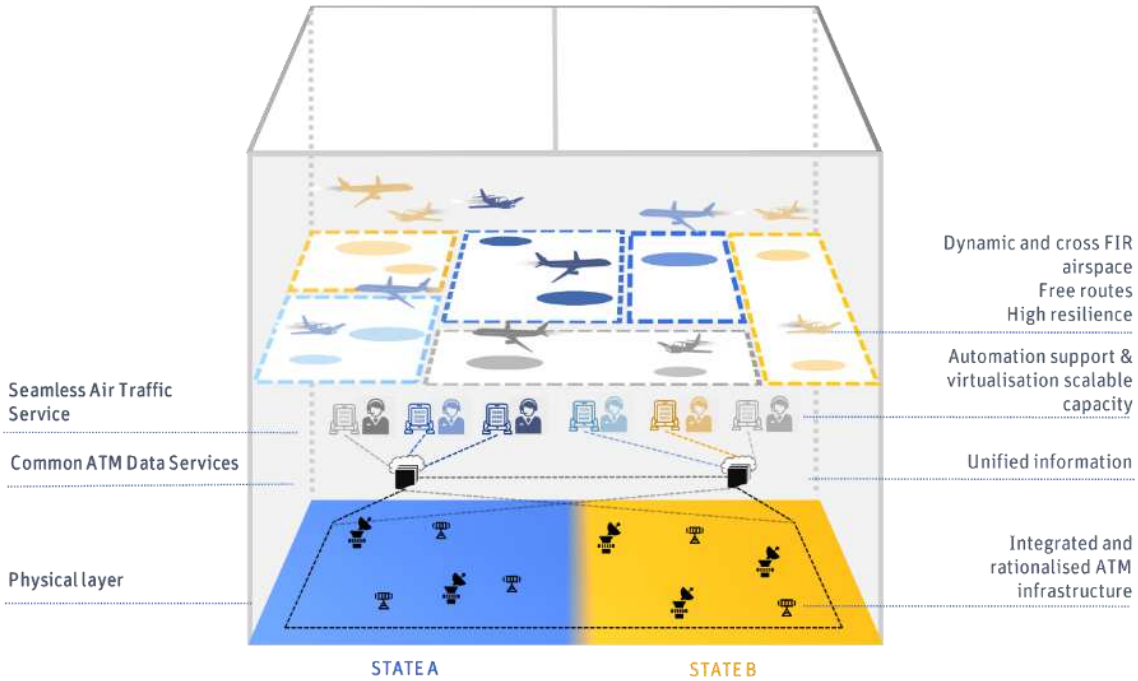 Dynamic and cross FIR
airspace
Free routes
High resilience
Automation support &
virtualisation scalable
capacity
Seamless Air Traffic
Service
Common ATM Data Services
Unified information
Integrated and
rationalised ATM
infrastructure
Physical layer
STATE A
STATE B